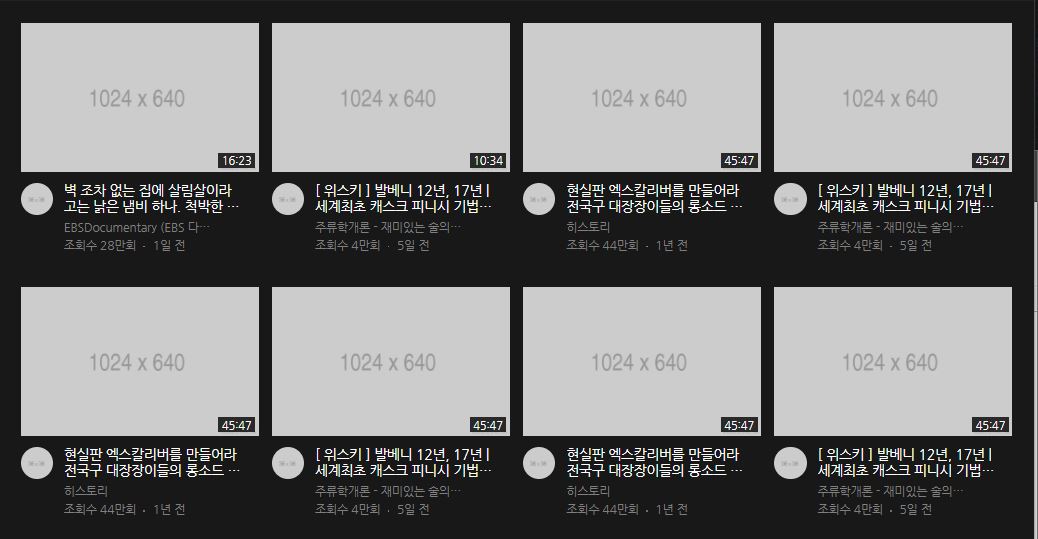 1024 x 640
16:23
벽 조차 없는 집에 살림살이라
고는 낡은 냄비 하나. 척박한 ...
EBSDocumentary (EBS 다...
조회수 28만회 · 1일 전
1024 x 640
10:34
[ 위스키 ] 발베니 12년, 17년 |
세계최초 캐스크 피니시 기법...
주류학개론 - 재미있는 술의...
조회수 4만회 · 5일 전
1024 x 640
45:47
현실판 엑스칼리버를 만들어라
전국구 대장장이들의 롱소드 ...
히스토리
조회수 44만회 · 1년 전
1024 x 640
45:47
[ 위스키 ] 발베니 12년, 17년 |
세계최초 캐스크 피니시 기법...
주류학개론 - 재미있는 술의...
조회수 4만회 · 5일 전
1024 x 640
45:47
현실판 엑스칼리버를 만들어라
전국구 대장장이들의 롱소드 ...
히스토리
조회수 44만회 · 1년 전
1024 x 640
45:47
[ 위스키 ] 발베니 12년, 17년 |
세계최초 캐스크 피니시 기법...
주류학개론 - 재미있는 술의...
조회수 4만회 · 5일 전
1024 x 640
45:47
현실판 엑스칼리버를 만들어라
전국구 대장장이들의 롱소드 ...
히스토리
조회수 44만회 · 1년 전
1024 x 640
45:47
[ 위스키 ] 발베니 12년, 17년 |
세계최초 캐스크 피니시 기법...
주류학개론 - 재미있는 술의...
조회수 4만회 · 5일 전